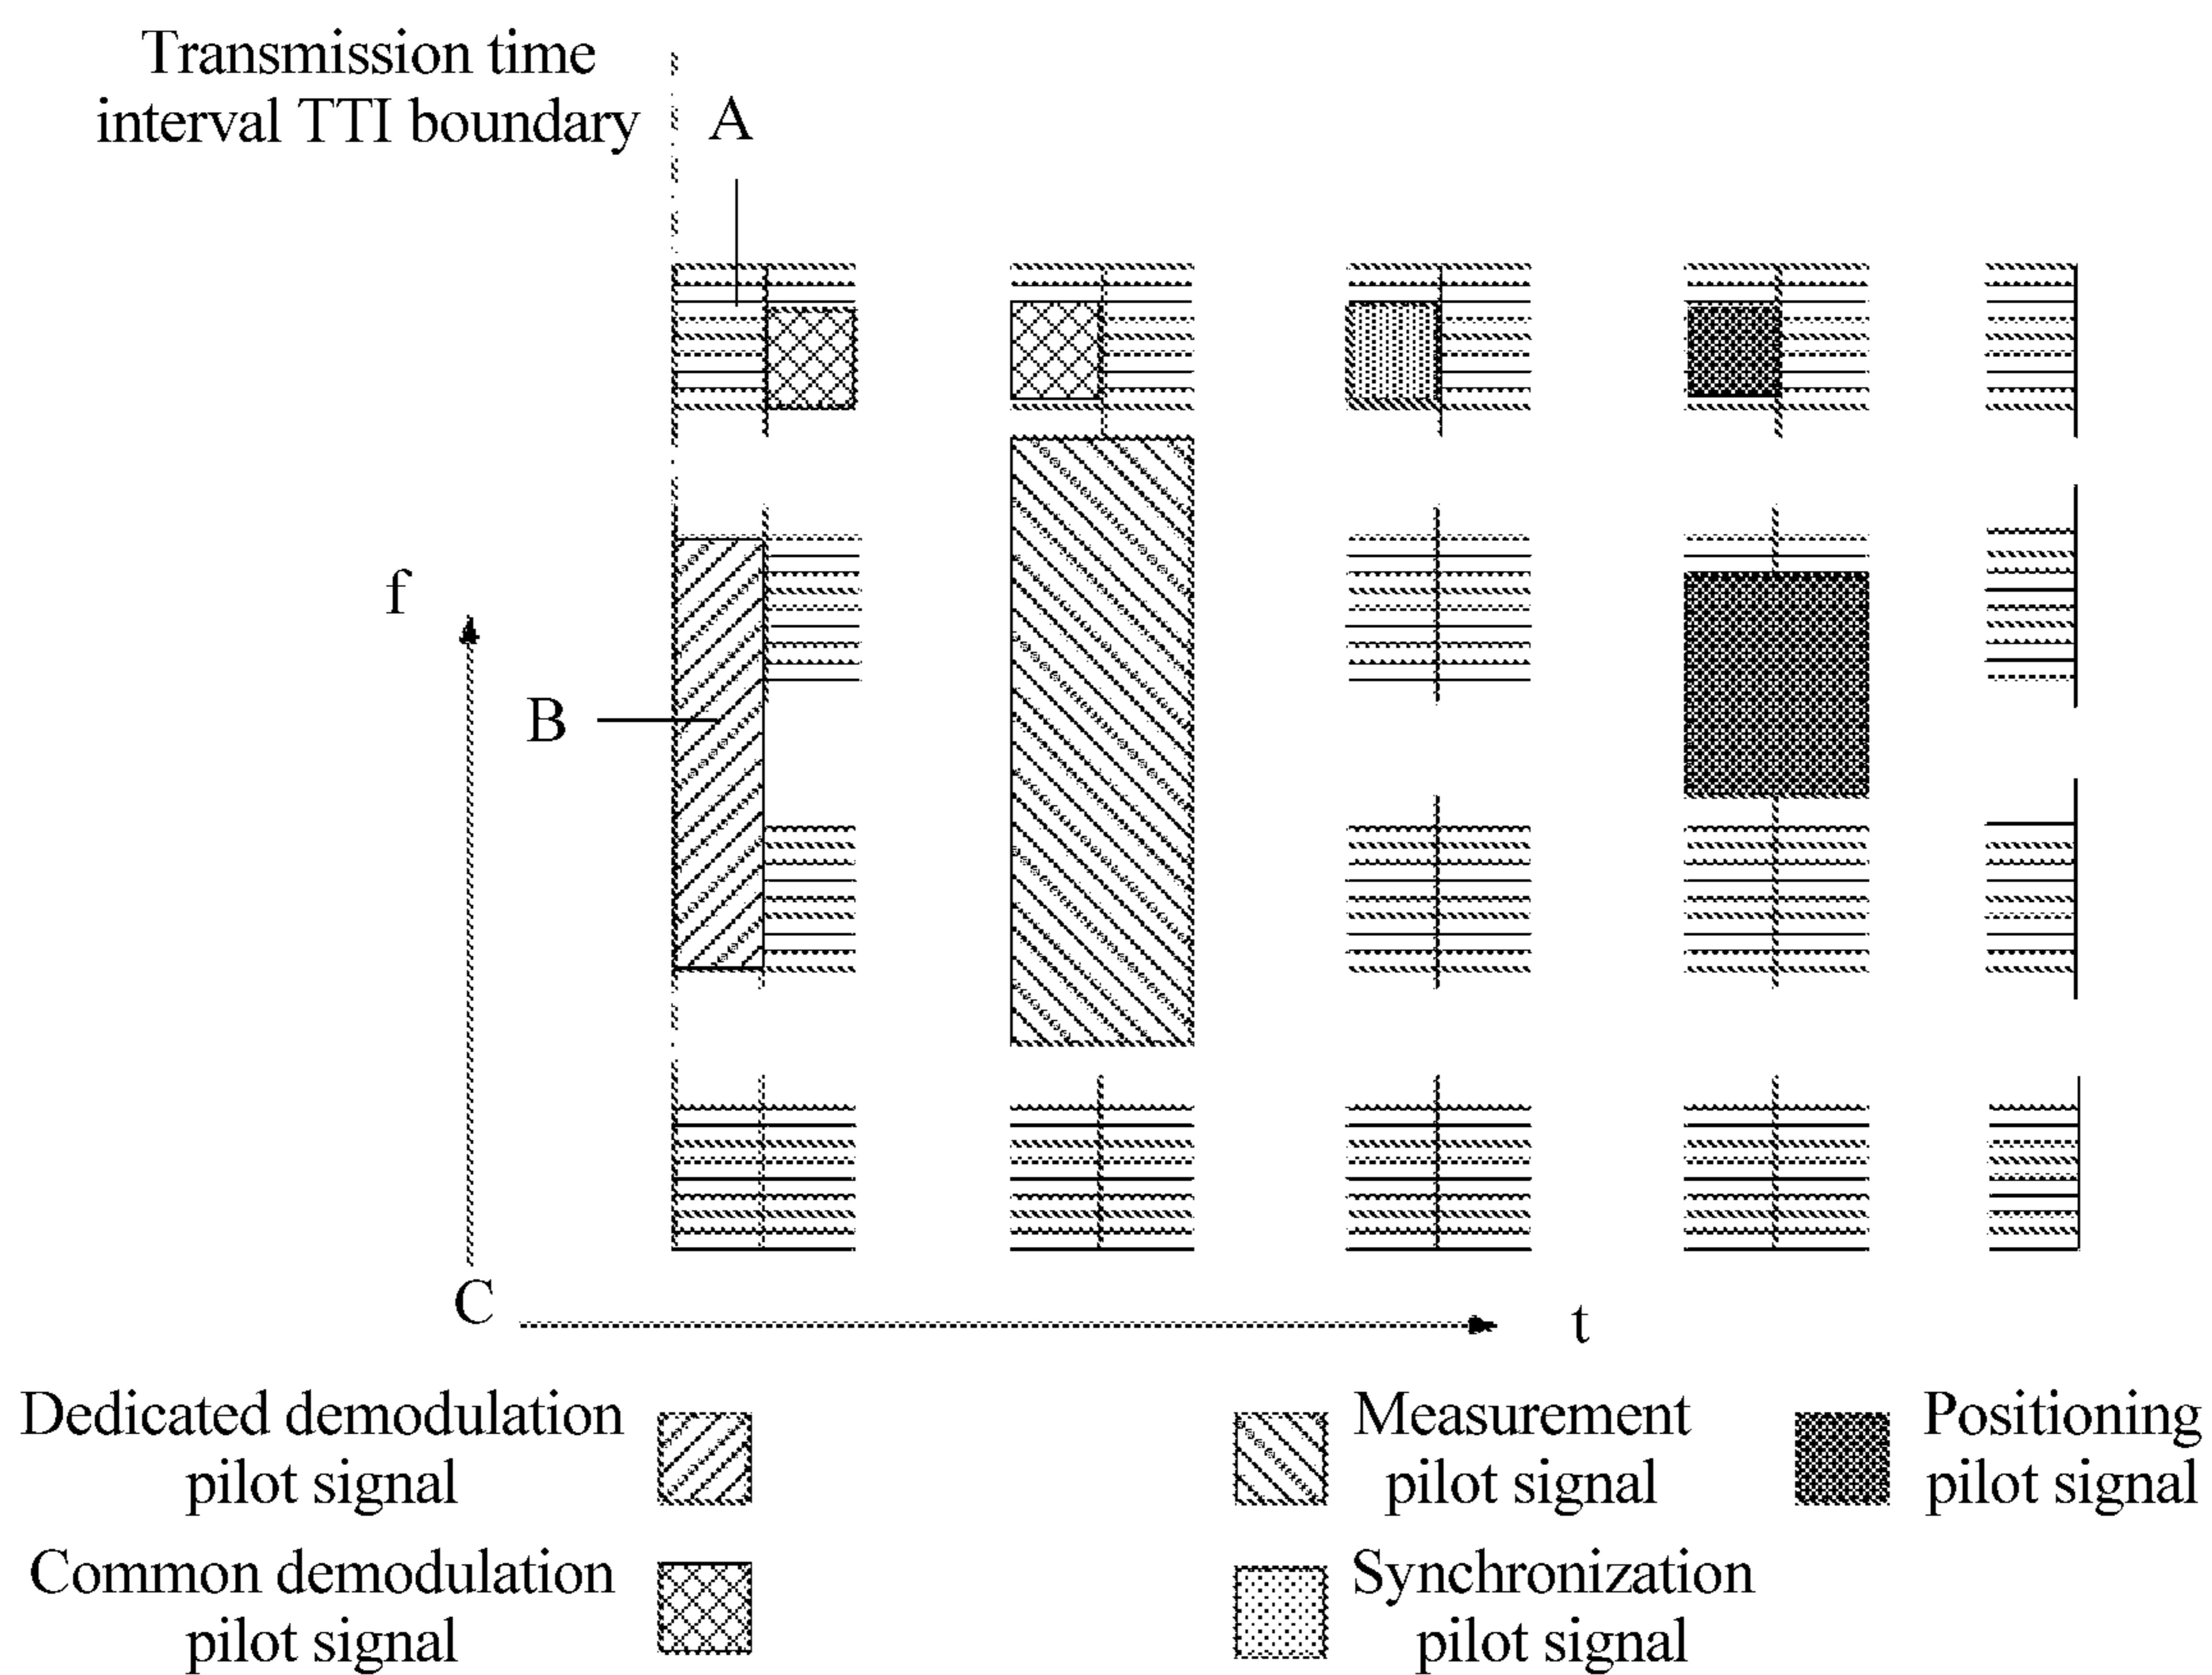 Transmission time
interval TTI boundary
A
f
B
C
t
Dedicated demodulation
pilot signal
Measurement
pilot signal
Positioning
pilot signal
Common demodulation
pilot signal
Synchronization
pilot signal